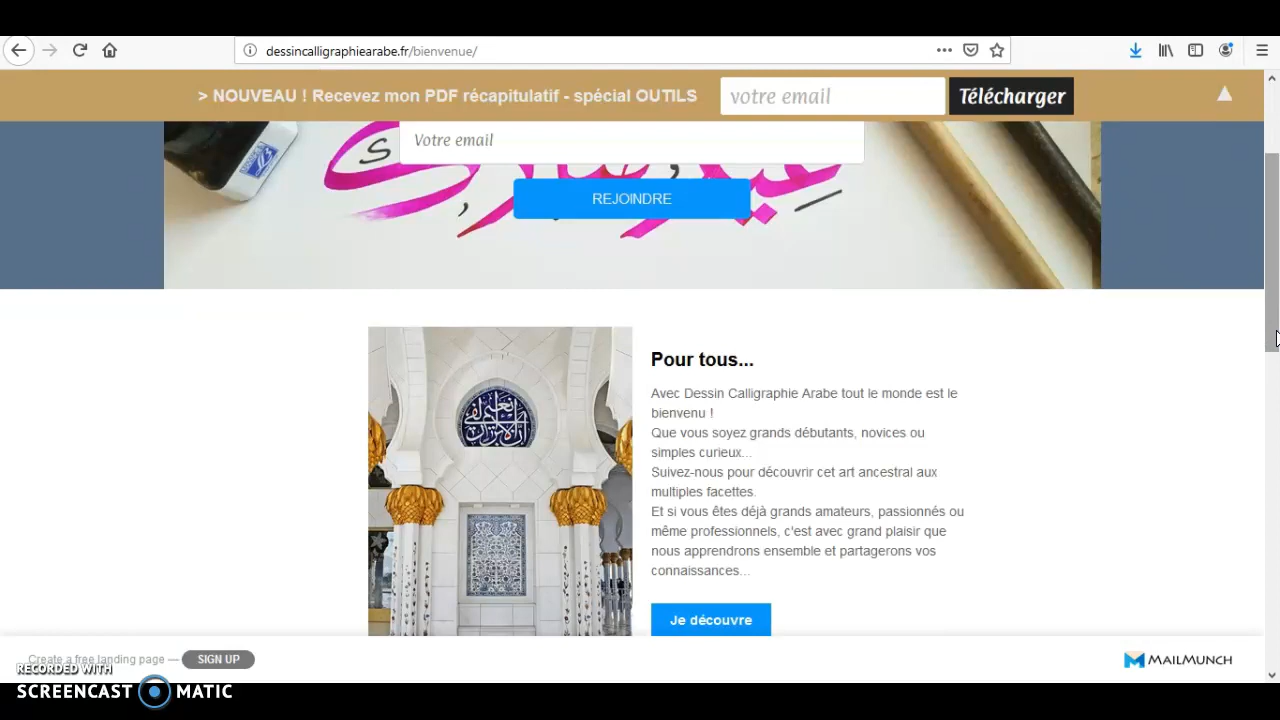 dessincalligraphiearabe.fr/bienvenue/
> NOUVEAU ! Recevez mon PDF récapitulatif - spécial OUTILS
votre email
Télécharger
Votre email
REJOINDRE
Pour tous...
Avec Dessin Calligraphie Arabe tout le monde est le
bienvenu !
Que vous soyez grands débutants, novices ou
simples curieux...
Suivez-nous pour découvrir cet art ancestral aux
multiples facettes.
Et si vous êtes déjà grands amateurs, passionnés ou
même professionnels, c'est avec grand plaisir que
nous apprendrons ensemble et partagerons vos
connaissances...
Je découvre
Create a free landing page —
SIGN UP
MAILMUNCH
RECORDED WITH
SCREENCAST MATIC